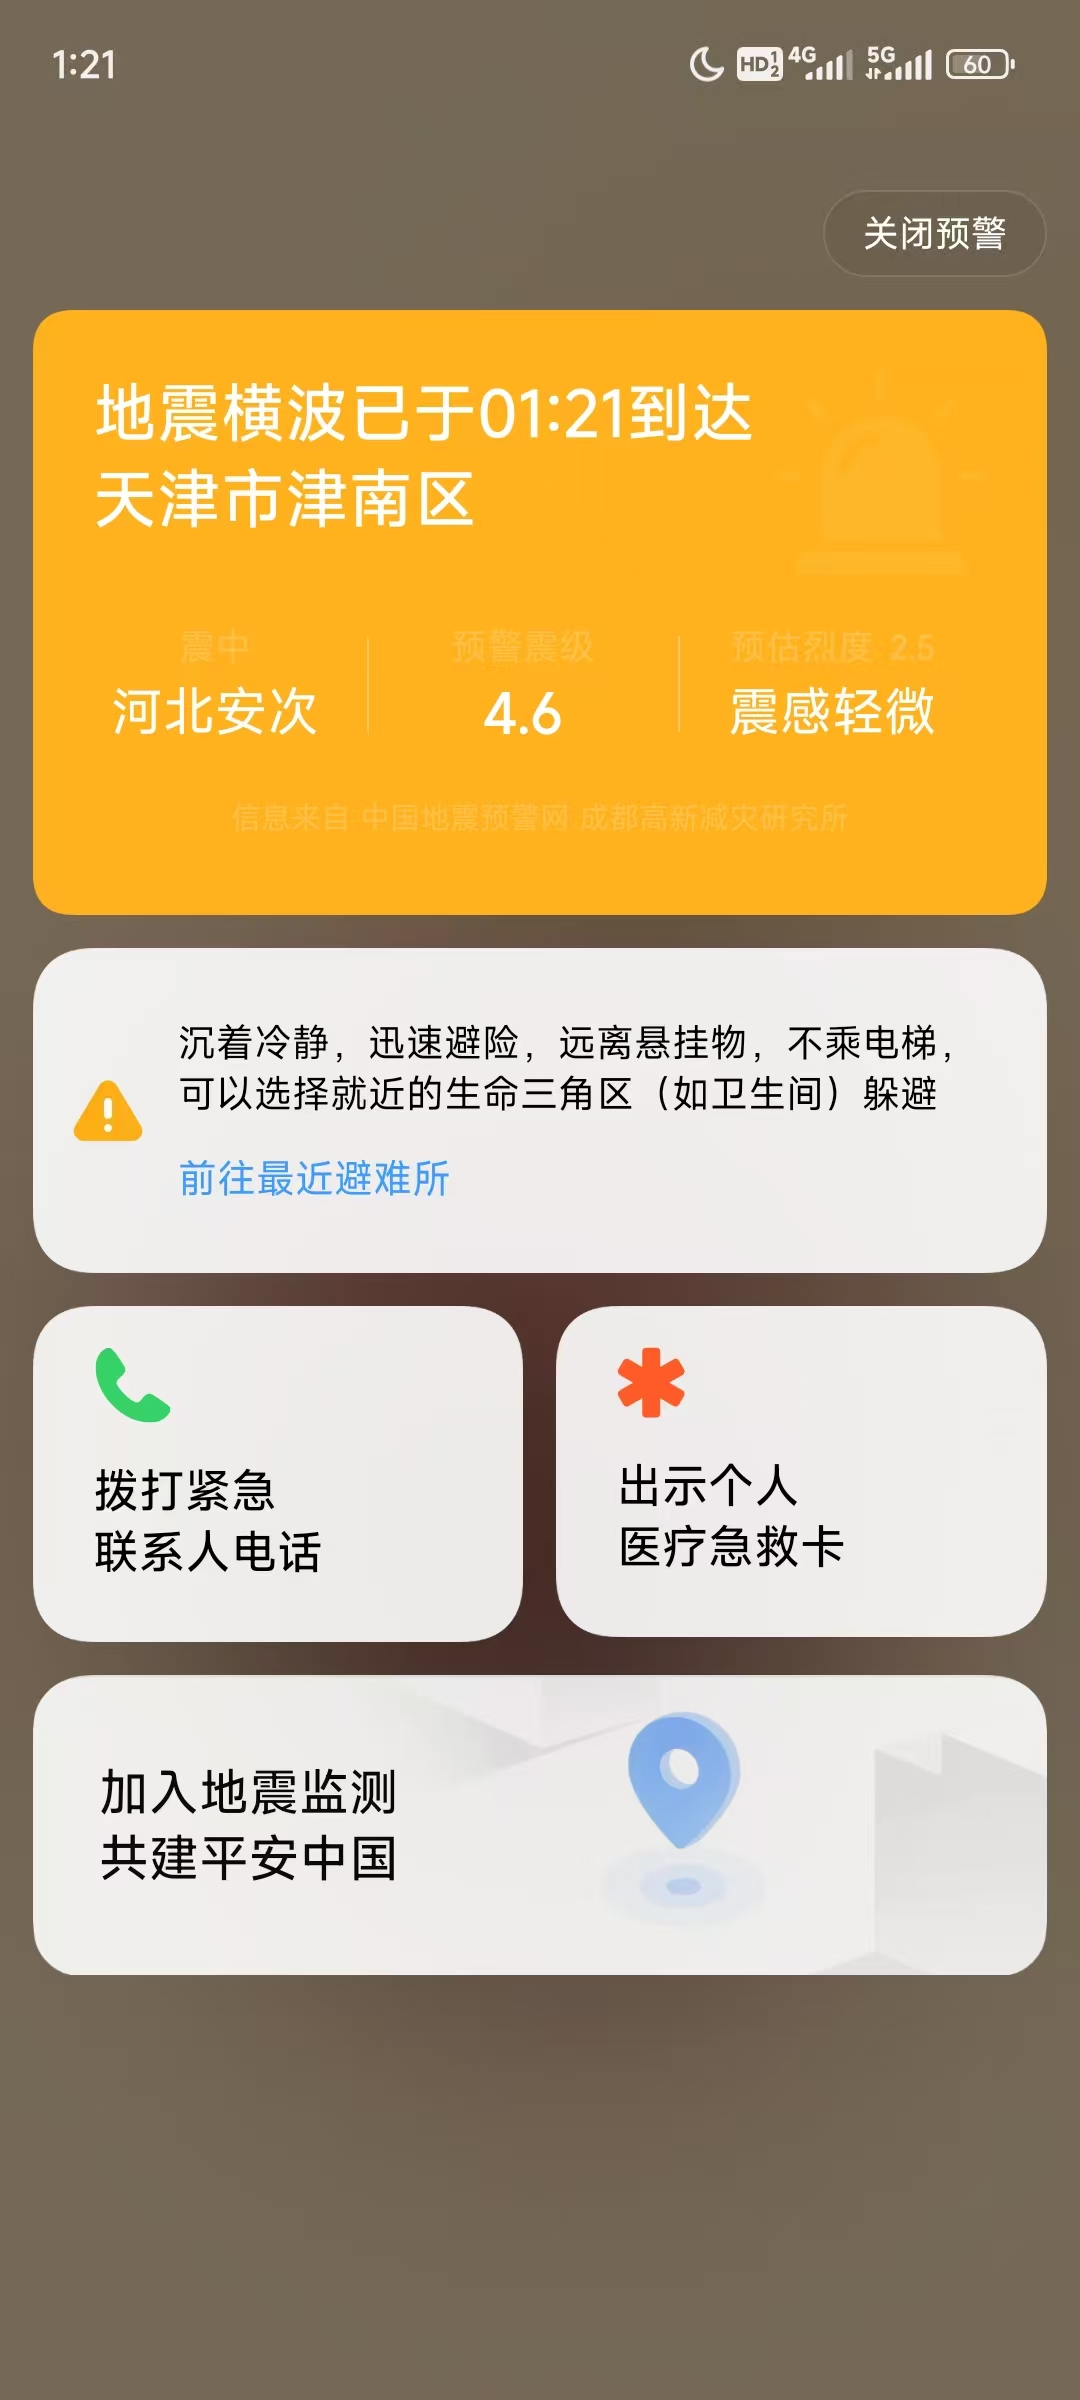 1:21
HD 1 2 4G 5G 60
关闭预警
地震横波已于01:21到达
天津市津南区
震中 预警震级 预估烈度 2.5
河北安次 4.6 震感轻微
信息来自 中国地震预警网 成都高新减灾研究所
沉着冷静，迅速避险，远离悬挂物，不乘电梯，
可以选择就近的生命三角区（如卫生间）躲避
前往最近避难所
拨打紧急
联系人电话
出示个人
医疗急救卡
加入地震监测
共建平安中国